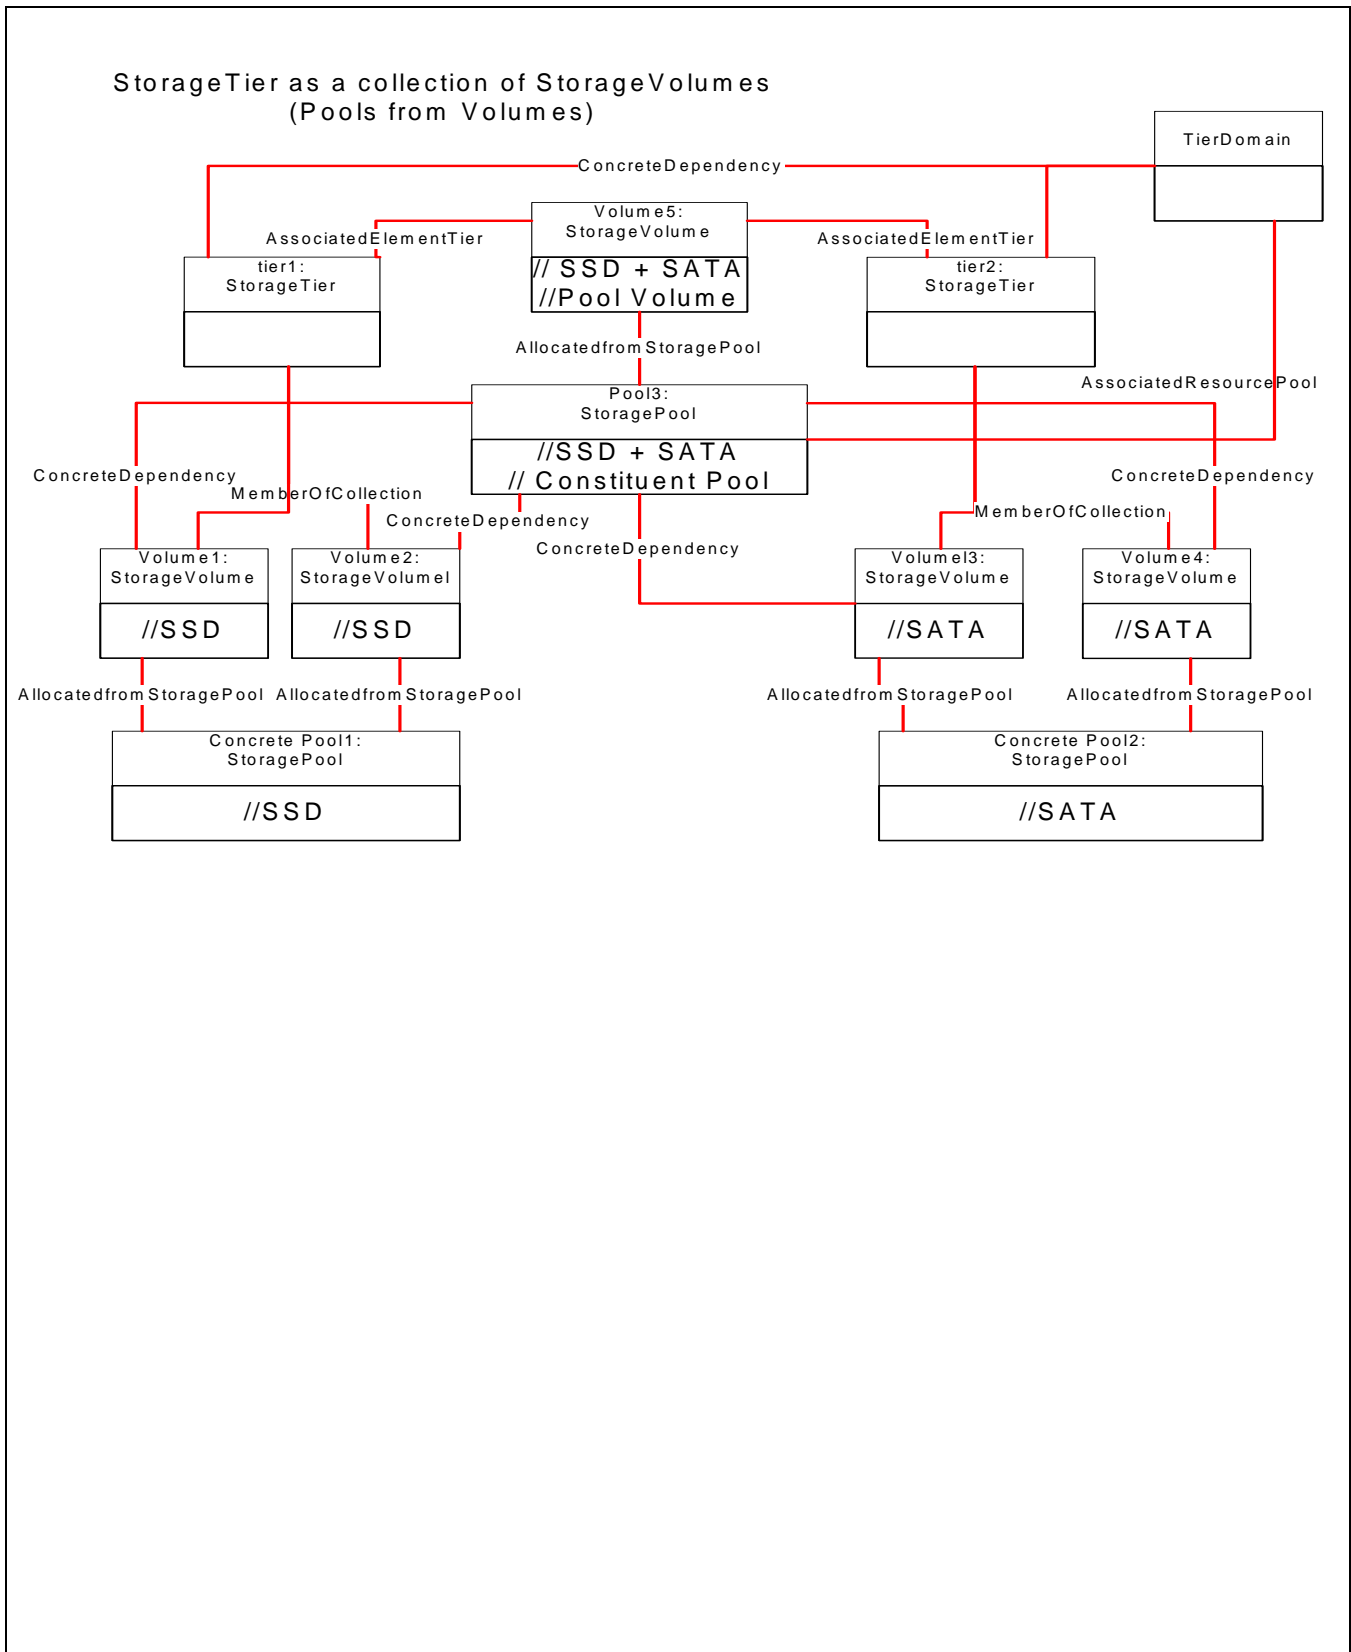 StorageTier as a collection of StorageVolumes
(Pools from Volumes)
TierDomain
ConcreteDependency
Volume5:
StorageVolume
AssociatedElementTier
AssociatedElementTier
tier1:
StorageTier
// SSD + SATA
//Pool Volume
tier2:
StorageTier
AllocatedfromStoragePool
AssociatedResourcePool
Pool3:
StoragePool
//SSD + SATA
// Constituent Pool
ConcreteDependency
ConcreteDependency
MemberOfCollection
MemberOfCollection
ConcreteDependency
ConcreteDependency
Volume1:
StorageVolume
Volume2:
StorageVolumeI
VolumeI3:
StorageVolume
Volume4:
StorageVolume
//SSD
//SSD
//SATA
//SATA
AllocatedfromStoragePool
AllocatedfromStoragePool
AllocatedfromStoragePool
AllocatedfromStoragePool
Concrete Pool1:
StoragePool
Concrete Pool2:
StoragePool
//SSD
//SATA